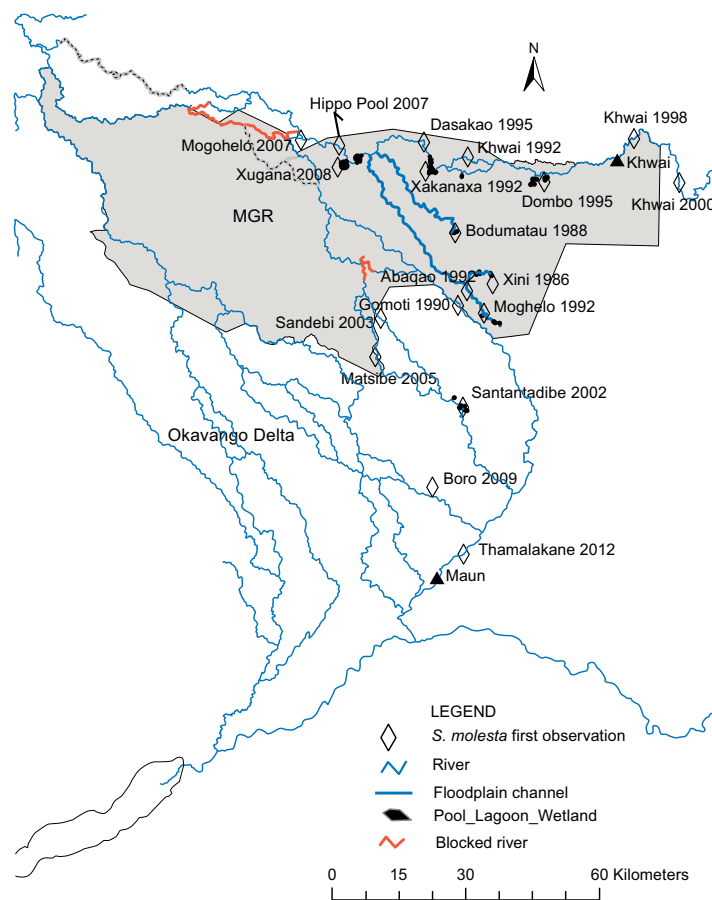 N
Hippo Pool 2007
Dasakao 1995
Khwai 1998
Mogohelo 2007
Khwai 1992
Khwai
Xugana 2008
Xakanaxa 1992
Dombo 1995
Khwai 2000
MGR
Bodumatau 1988
Abaqao 1992
Xini 1986
Gomoti 1990
Moghelo 1992
Sandebi 2003
Matsibe 2005
Santantadibe 2002
Okavango Delta
Boro 2009
Thamalakane 2012
Maun
LEGEND
S. molesta first observation
River
Floodplain channel
Pool_Lagoon_Wetland
Blocked river
0 15 30 60 Kilometers